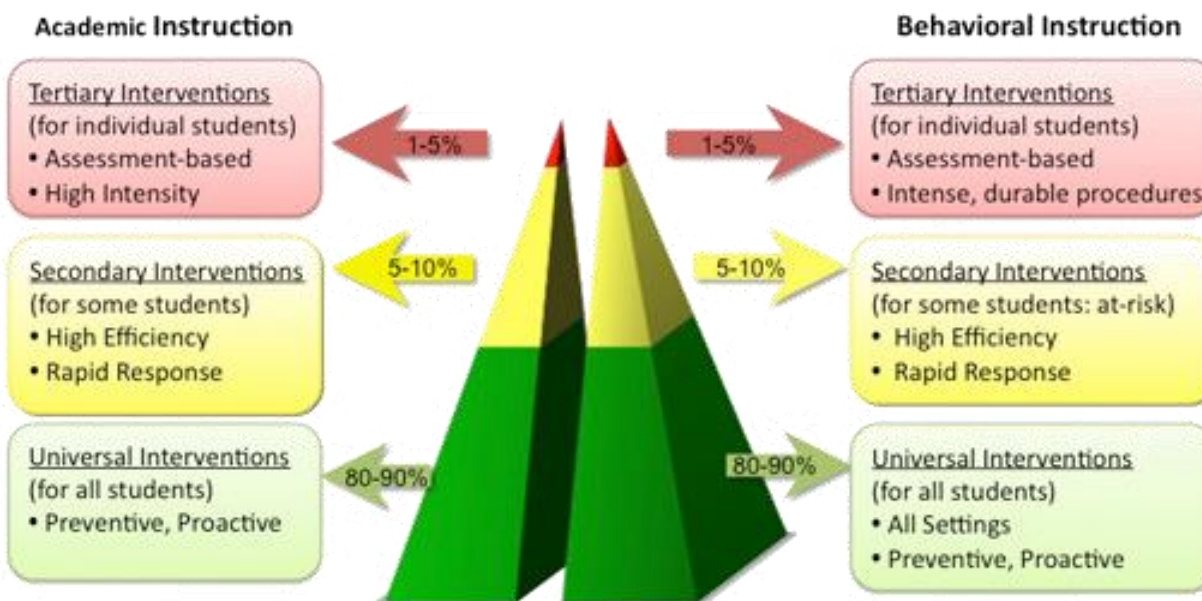 Academic Instruction
Tertiary Interventions
(for individual students)
• Assessment-based
• High Intensity
1-5%
Secondary Interventions
(for some students)
• High Efficiency
• Rapid Response
5-10%
Universal Interventions
(for all students)
• Preventive, Proactive
80-90%
Behavioral Instruction
1-5%
Tertiary Interventions
(for individual students)
• Assessment-based
• Intense, durable procedures
5-10%
Secondary Interventions
(for some students: at-risk)
• High Efficiency
• Rapid Response
80-90%
Universal Interventions
(for all students)
• All Settings
• Preventive, Proactive